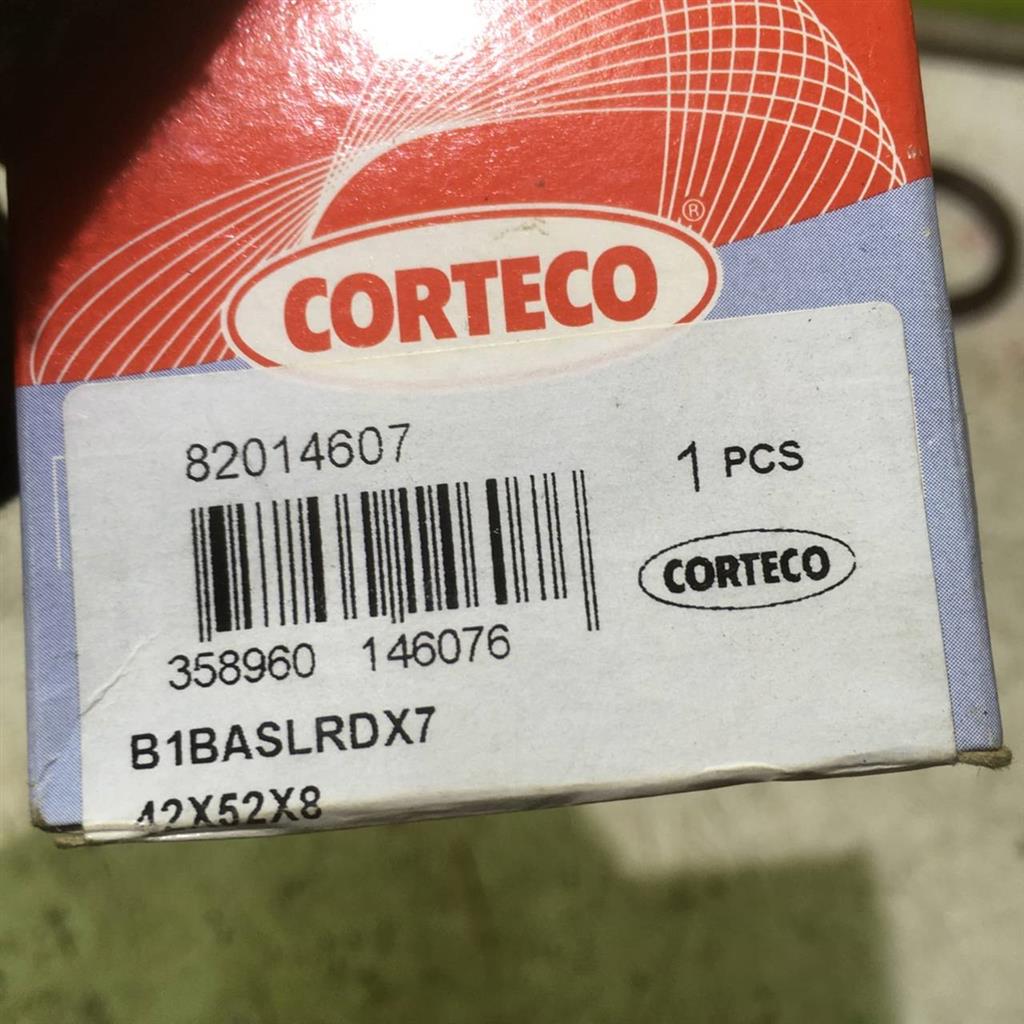 CORTECO®
82014607
1 PCS
CORTECO
358960 146076
B1BASLRDX7
42X52X8